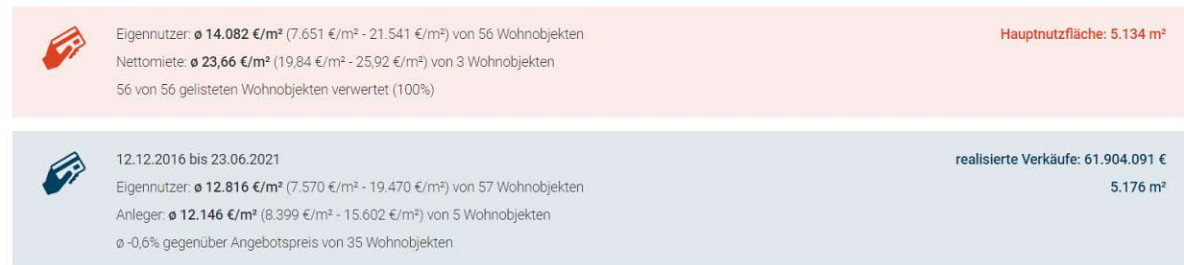 Eigennutzer: ø 14.082 €/m² (7.651 €/m² - 21.541 €/m²) von 56 Wohnobjekten
Hauptnutzfläche: 5.134 m²
Nettomiete: ø 23,66 €/m² (19,84 €/m² - 25,92 €/m²) von 3 Wohnobjekten
56 von 56 gelisteten Wohnobjekten verwertet (100%)
12.12.2016 bis 23.06.2021
realisierte Verkäufe: 61.904.091 €
Eigennutzer: ø 12.816 €/m² (7.570 €/m² - 19.470 €/m²) von 57 Wohnobjekten
5.176 m²
Anleger: ø 12.146 €/m² (8.399 €/m² - 15.602 €/m²) von 5 Wohnobjekten
ø -0,6% gegenüber Angebotspreis von 35 Wohnobjekten